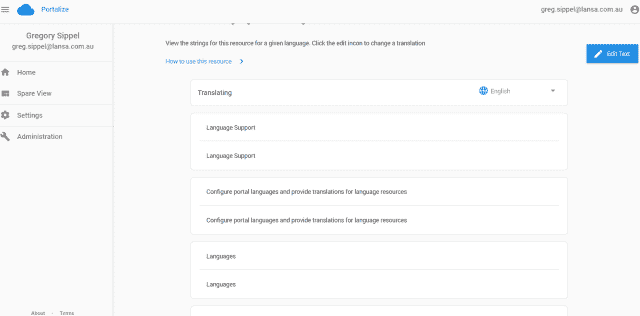 Portalize
greg.sippel@lansa.com.au
Gregory Sippel
greg.sippel@lansa.com.au
Home
Spare View
Settings
Administration
View the strings for this resource for a given language. Click the edit icon to change a translation
How to use this resource
Edit Text
Translating
English
Language Support
Language Support
Configure portal languages and provide translations for language resources
Configure portal languages and provide translations for language resources
Languages
Languages
About
Terms